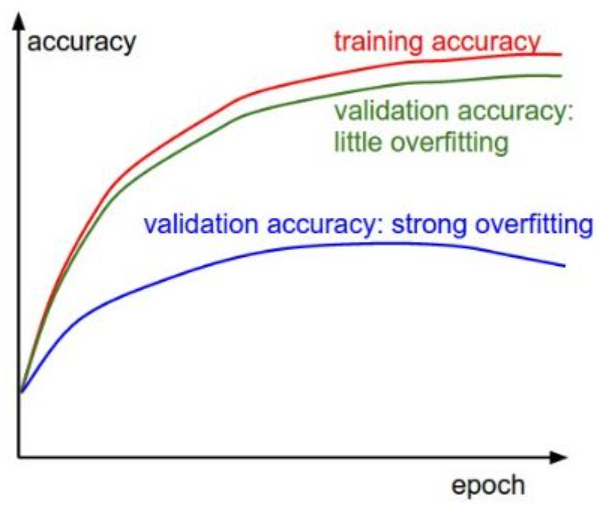 accuracy
training accuracy
validation accuracy:
little overfitting
validation accuracy: strong overfitting
epoch